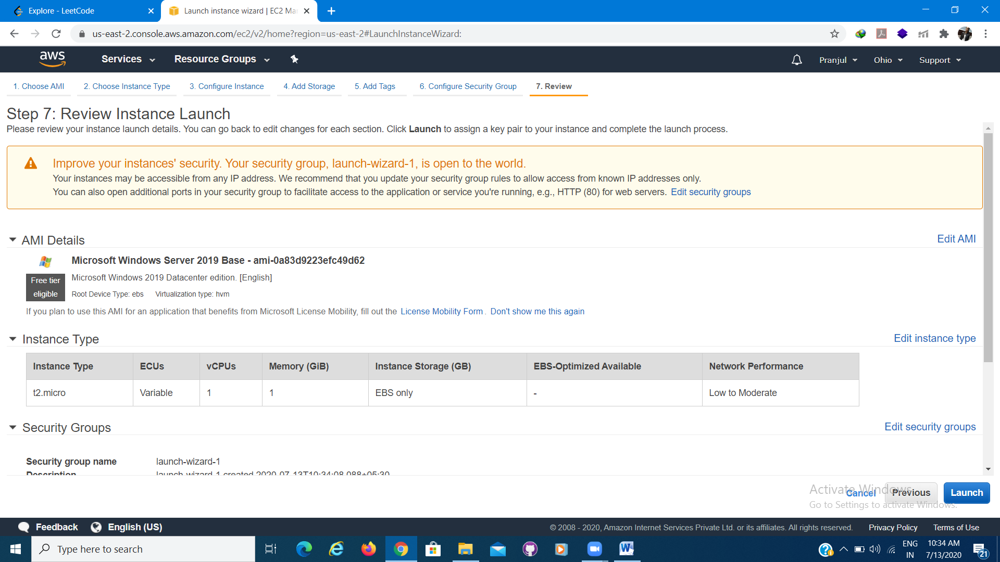 Explore - LeetCode
Launch instance wizard | EC2 Mar
us-east-2.console.aws.amazon.com/ec2/v2/home?region=us-east-2#LaunchInstanceWizard:
aws
Services
Resource Groups
Pranjul
Ohio
Support
1. Choose AMI
2. Choose Instance Type
3. Configure Instance
4. Add Storage
5. Add Tags
6. Configure Security Group
7. Review
Step 7: Review Instance Launch
Please review your instance launch details. You can go back to edit changes for each section. Click Launch to assign a key pair to your instance and complete the launch process.
Improve your instances' security. Your security group, launch-wizard-1, is open to the world.
Your instances may be accessible from any IP address. We recommend that you update your security group rules to allow access from known IP addresses only.
You can also open additional ports in your security group to facilitate access to the application or service you're running, e.g., HTTP (80) for web servers. Edit security groups
AMI Details
Edit AMI
Microsoft Windows Server 2019 Base - ami-0a83d9223efc49d62
Free tier
eligible
Microsoft Windows 2019 Datacenter edition. [English]
Root Device Type: ebs Virtualization type: hvm
If you plan to use this AMI for an application that benefits from Microsoft License Mobility, fill out the License Mobility Form . Don't show me this again
Instance Type
Edit instance type
Instance Type ECUs vCPUs Memory (GiB) Instance Storage (GB) EBS-Optimized Available Network Performance
t2.micro Variable 1 1 EBS only - Low to Moderate
Security Groups
Edit security groups
Security group name launch-wizard-1
Description launch-wizard-1 created 2020-07-13T10:34:08.088+05:30
Activate Windows
Go to Settings to activate Windows.
Cancel
Previous
Launch
Feedback
English (US)
© 2008 - 2020, Amazon Internet Services Private Ltd. or its affiliates. All rights reserved.
Privacy Policy
Terms of Use
Type here to search
ENG
IN
10:34 AM
7/13/2020
21